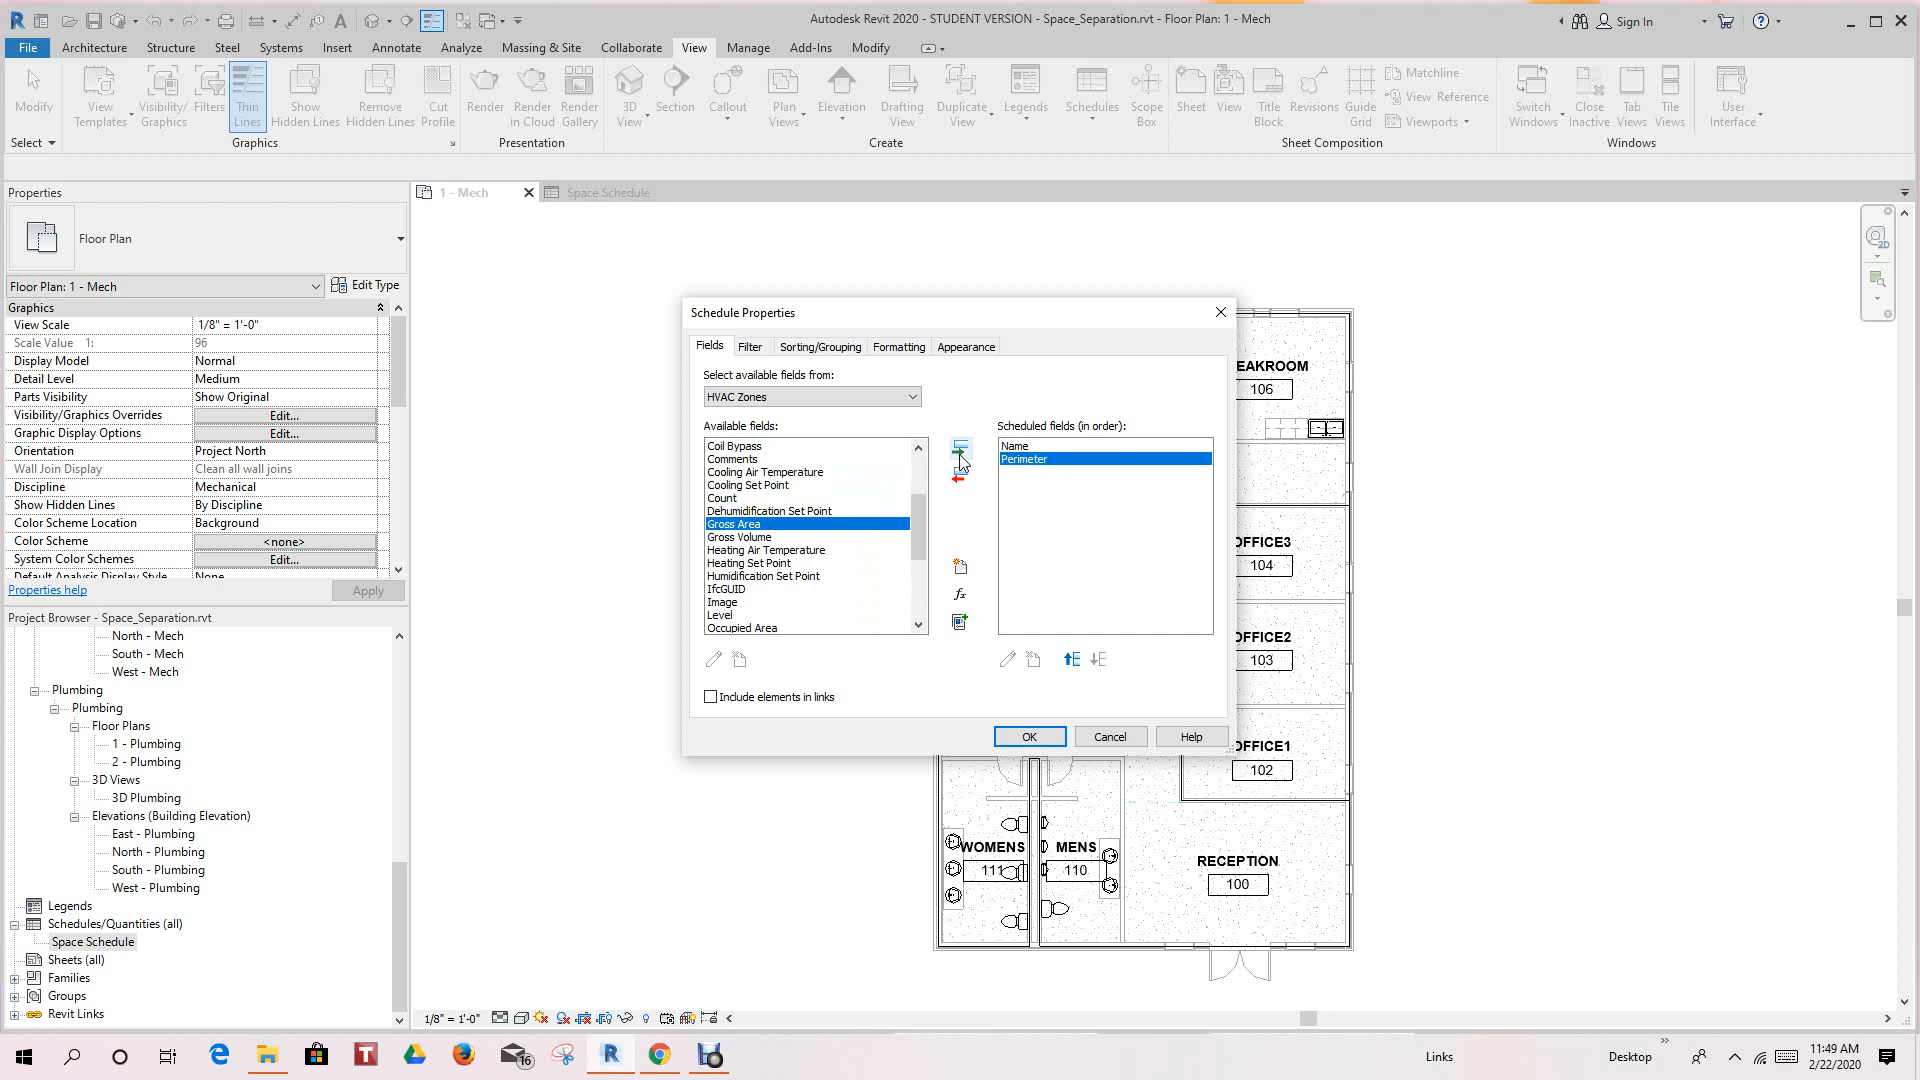 Autodesk Revit 2020 - STUDENT VERSION - Space_Separation.rvt - Floor Plan: 1 - Mech
Sign In
File Architecture Structure Steel Systems Insert Annotate Analyze Massing & Site Collaborate View Manage Add-Ins Modify
Modify
View Templates
Visibility/ Graphics
Filters
Thin Lines
Show Hidden Lines
Remove Hidden Lines
Cut Profile
Render
Render in Cloud
Render Gallery
3D View
Section
Callout
Plan Views
Elevation
Drafting View
Duplicate View
Legends
Schedules
Scope Box
Sheet
View
Title Block
Revisions
Guide Grid
Matchline
View Reference
Viewports
Switch Windows
Close Inactive
Tab Views
Tile Views
User Interface
Select Graphics Presentation Create Sheet Composition Windows
Properties
1 - Mech
Space Schedule
Floor Plan
Floor Plan: 1 - Mech
Edit Type
Graphics
View Scale 1/8" = 1'-0"
Scale Value 1: 96
Display Model Normal
Detail Level Medium
Parts Visibility Show Original
Visibility/Graphics Overrides Edit...
Graphic Display Options Edit...
Orientation Project North
Wall Join Display Clean all wall joins
Discipline Mechanical
Show Hidden Lines By Discipline
Color Scheme Location Background
Color Scheme <none>
System Color Schemes Edit...
Default Analysis Display Style None
Properties help
Apply
Project Browser - Space_Separation.rvt
North - Mech
South - Mech
West - Mech
Plumbing
Plumbing
Floor Plans
1 - Plumbing
2 - Plumbing
3D Views
3D Plumbing
Elevations (Building Elevation)
East - Plumbing
North - Plumbing
South - Plumbing
West - Plumbing
Legends
Schedules/Quantities (all)
Space Schedule
Sheets (all)
Families
Groups
Revit Links
Schedule Properties
Fields Filter Sorting/Grouping Formatting Appearance
Select available fields from:
HVAC Zones
Available fields:
Coil Bypass
Comments
Cooling Air Temperature
Cooling Set Point
Count
Dehumidification Set Point
Gross Area
Gross Volume
Heating Air Temperature
Heating Set Point
Humidification Set Point
IfcGUID
Image
Level
Occupied Area
Scheduled fields (in order):
Name
Perimeter
fx
Include elements in links
OK Cancel Help
EAKROOM
106
OFFICE3
104
OFFICE2
103
OFFICE1
102
WOMENS
111
MENS
110
RECEPTION
100
2D
1/8" = 1'-0"
16
Links
Desktop
11:49 AM
2/22/2020